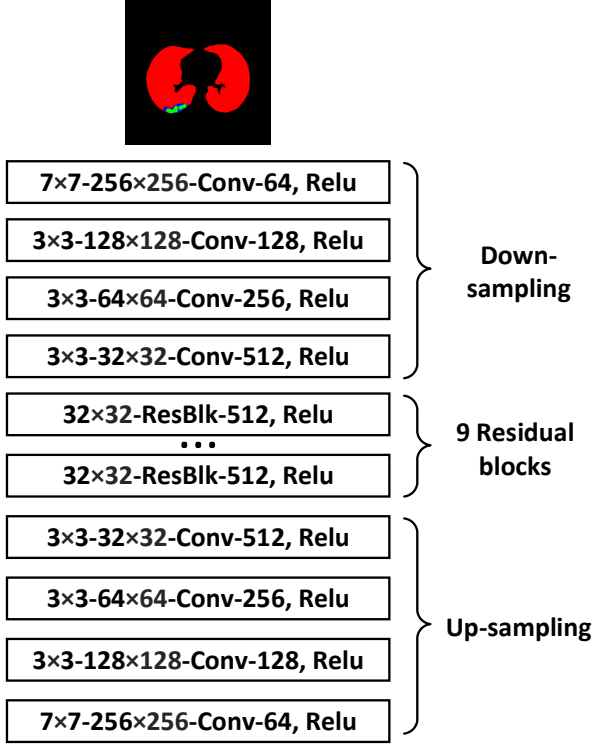 7×7-256×256-Conv-64, Relu
3×3-128×128-Conv-128, Relu
3×3-64×64-Conv-256, Relu
3×3-32×32-Conv-512, Relu
Down-
sampling
32×32-ResBlk-512, Relu
...
32×32-ResBlk-512, Relu
9 Residual
blocks
3×3-32×32-Conv-512, Relu
3×3-64×64-Conv-256, Relu
3×3-128×128-Conv-128, Relu
7×7-256×256-Conv-64, Relu
Up-sampling